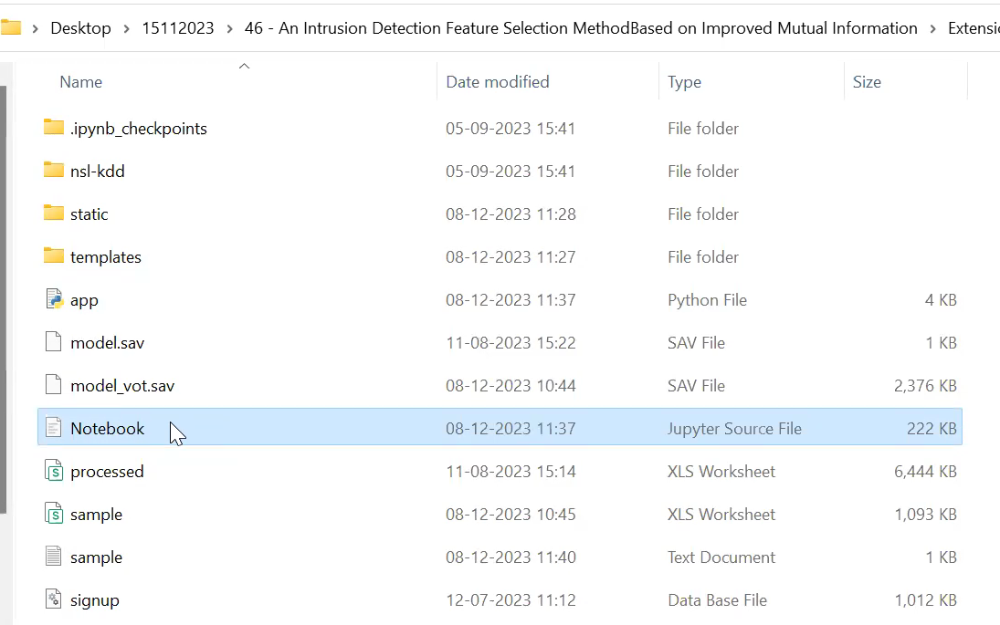 Desktop > 15112023 > 46 - An Intrusion Detection Feature Selection MethodBased on Improved Mutual Information > Extensi
Name Date modified Type Size
.ipynb_checkpoints 05-09-2023 15:41 File folder
nsl-kdd 05-09-2023 15:41 File folder
static 08-12-2023 11:28 File folder
templates 08-12-2023 11:27 File folder
app 08-12-2023 11:37 Python File 4 KB
model.sav 11-08-2023 15:22 SAV File 1 KB
model_vot.sav 08-12-2023 10:44 SAV File 2,376 KB
Notebook 08-12-2023 11:37 Jupyter Source File 222 KB
processed 11-08-2023 15:14 XLS Worksheet 6,444 KB
sample 08-12-2023 10:45 XLS Worksheet 1,093 KB
sample 08-12-2023 11:40 Text Document 1 KB
signup 12-07-2023 11:12 Data Base File 1,012 KB